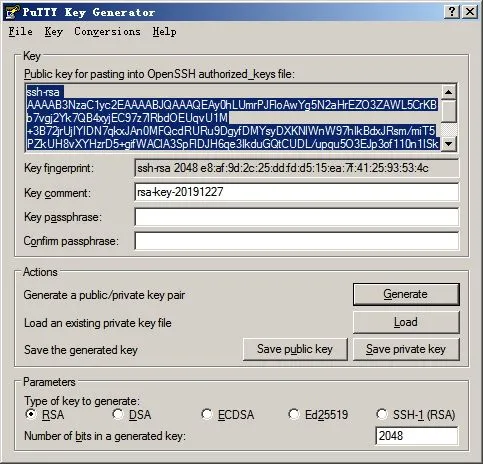 PuTTY Key Generator
File Key Conversions Help
Key
Public key for pasting into OpenSSH authorized_keys file:
ssh-rsa
AAAAB3NzaC1yc2EAAAABJQAAAQEAy0hLUmrPJFloAwYg5N2aHrEZO3ZAWL5CrKB
b7vgj2Yk7QB4xyjEC97z7lRbdOEUqvU1M
+3B72jrUjlYlDN7qkxJAn0MFQcdRURu9DgyfDMYsyDXKNlWnW97hlkBdxJRsm/miT5
PZkUH8vXYHzrD5+gifWAClA3SpFlDJH6qe3lkduGQtCUDL/upqu5O3EJp3of110n1lSk
Key fingerprint:
ssh-rsa 2048 e8:af:9d:2c:25:dd:fd:d5:15:ea:7f:41:25:93:53:4c
Key comment:
rsa-key-20191227
Key passphrase:
Confirm passphrase:
Actions
Generate a public/private key pair
Generate
Load an existing private key file
Load
Save the generated key
Save public key
Save private key
Parameters
Type of key to generate:
RSA DSA ECDSA Ed25519 SSH-1 (RSA)
Number of bits in a generated key:
2048